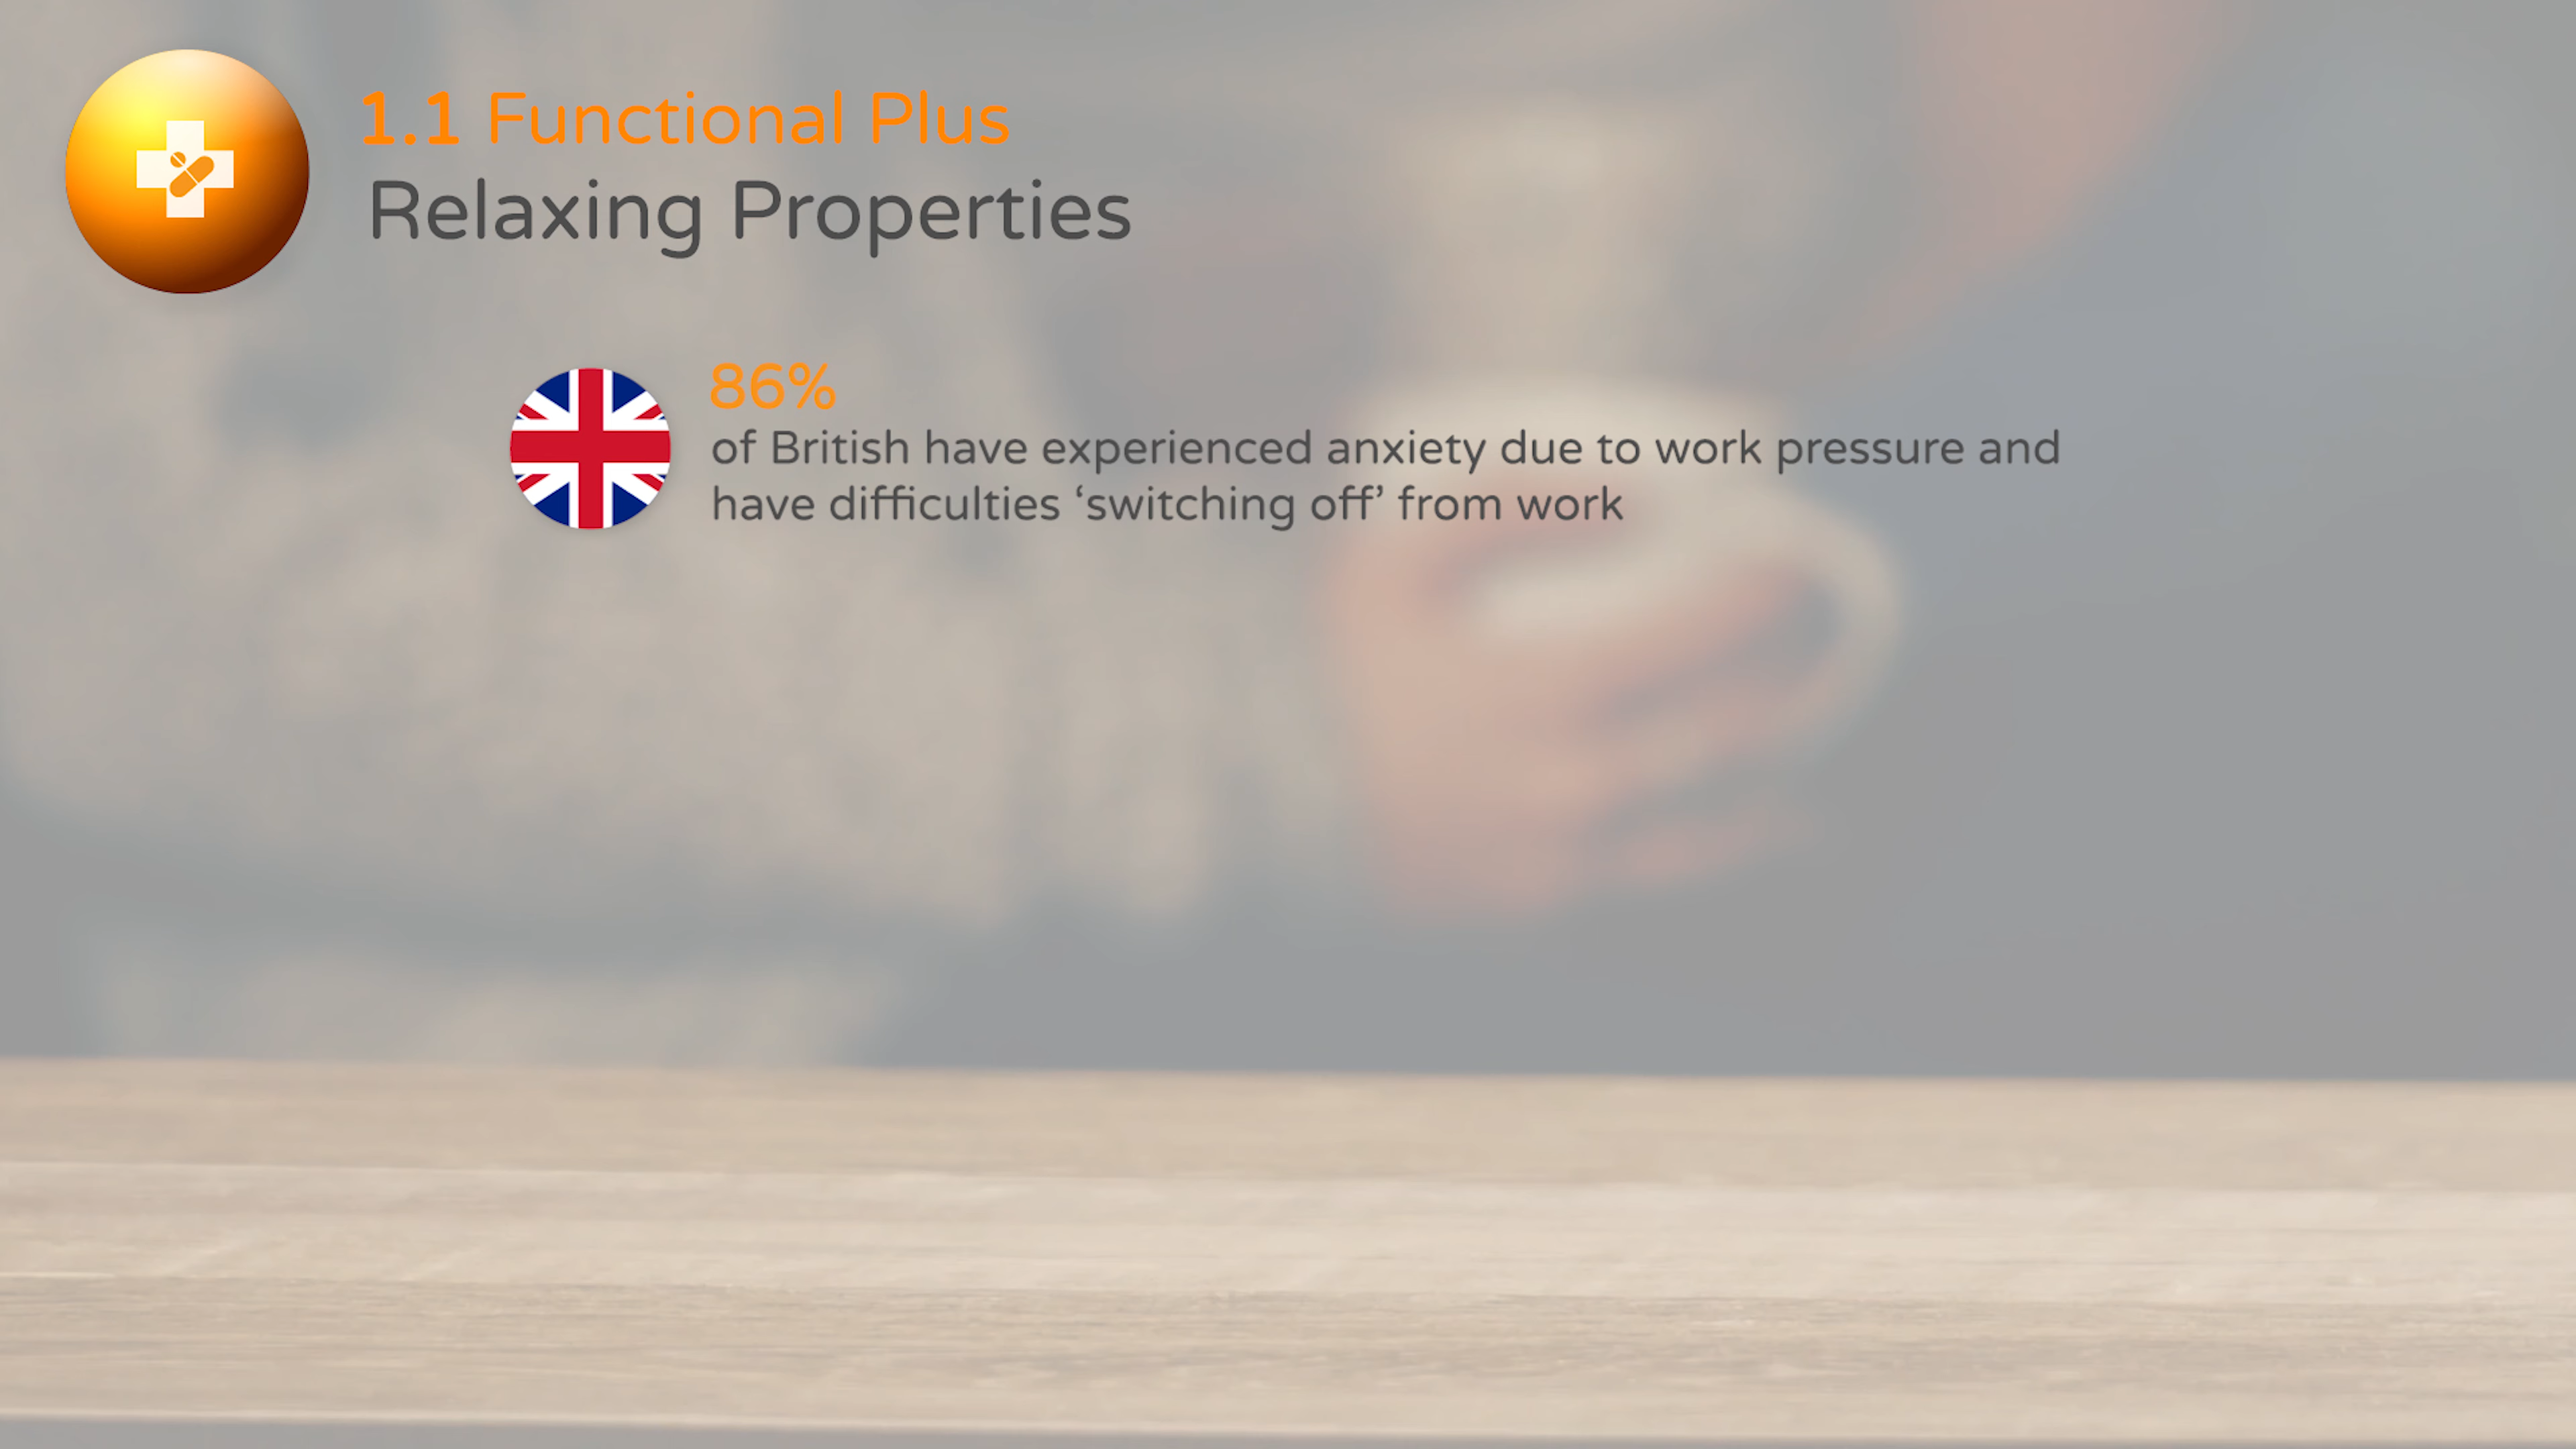 1.1 Functional Plus
Relaxing Properties
86%
of British have experienced anxiety due to work pressure and
have difficulties ‘switching off’ from work